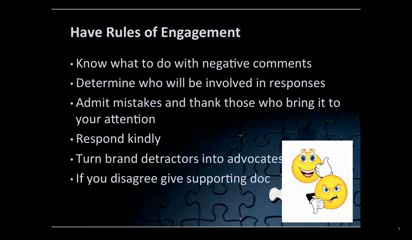 Have Rules of Engagement
• Know what to do with negative comments
• Determine who will be involved in responses
• Admit mistakes and thank those who bring it to
your attention
• Respond kindly
• Turn brand detractors into advocates
• If you disagree give supporting doc